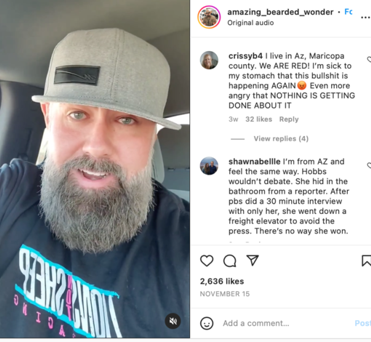 amazing_bearded_wonder • Fo
Original audio
crissyb4 I live in Az, Maricopa
county. We ARE RED! I'm sick to
my stomach that this bullshit is
happening AGAIN😡 Even more
angry that NOTHING IS GETTING
DONE ABOUT IT
3w 32 likes Reply
View replies (4)
shawnabellle I'm from AZ and
feel the same way. Hobbs
wouldn't debate. She hid in the
bathroom from a reporter. After
pbs did a 30 minute interview
with only her, she went down a
freight elevator to avoid the
press. There's no way she won.
2,636 likes
NOVEMBER 15
Add a comment...
Post
LIONS SHEEP